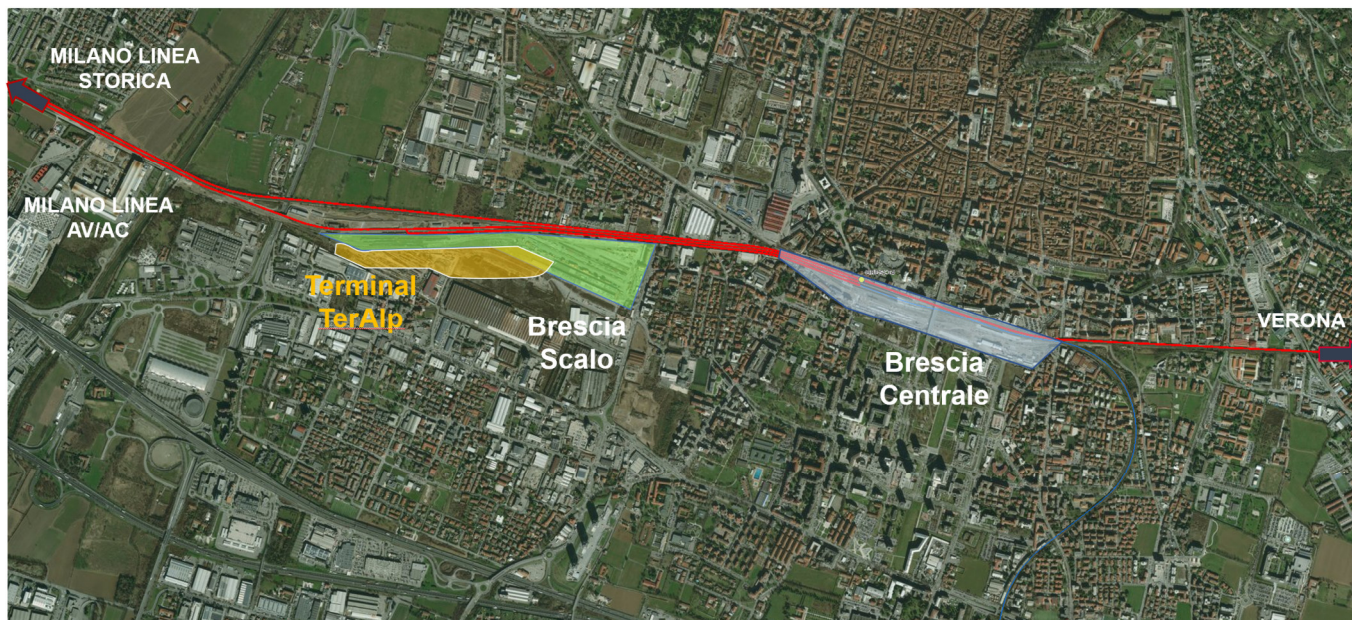 MILANO LINEA
STORICA
MILANO LINEA
AV/AC
Terminal
TerAlp
Brescia
Scalo
Brescia
Centrale
VERONA